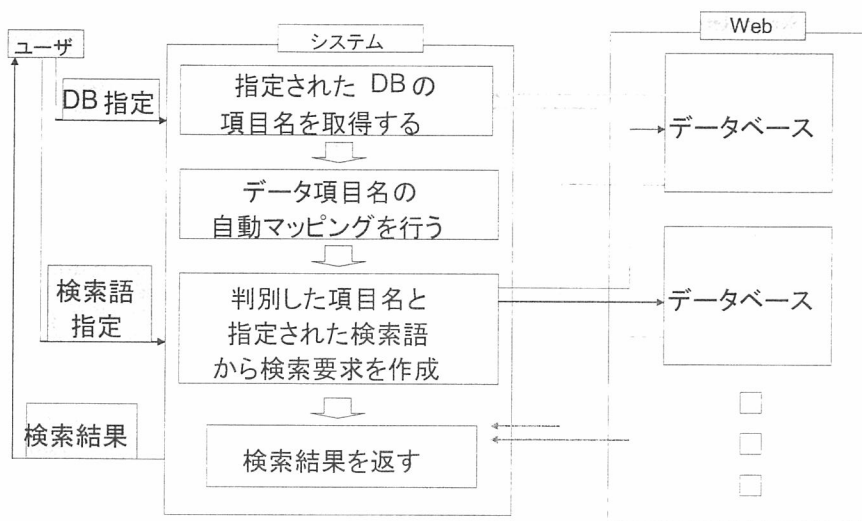 ユーザ
システム
Web
DB 指定
指定された DB の
項目名を取得する
データベース
データ項目名の
自動マッピングを行う
検索語
指定
判別した項目名と
指定された検索語
から検索要求を作成
データベース
検索結果
検索結果を返す